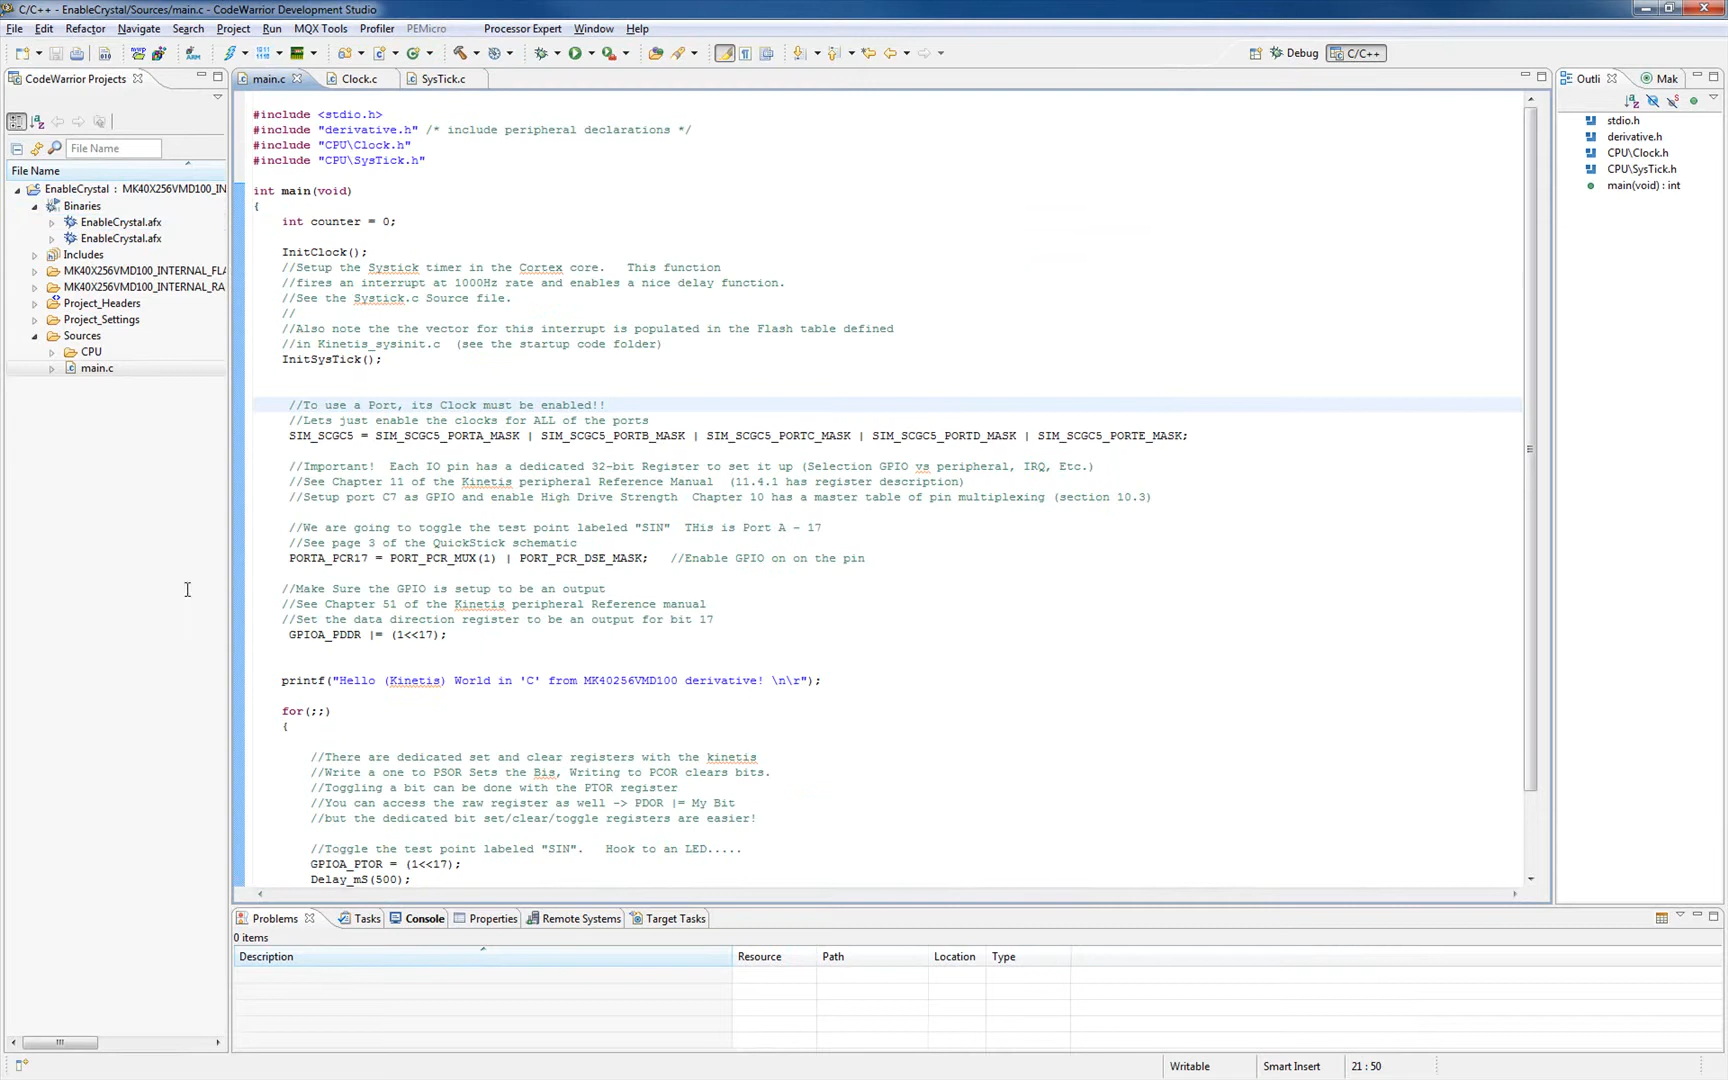 C/C++ - EnableCrystal/Sources/main.c - CodeWarrior Development Studio
File Edit Refactor Navigate Search Project Run MQX Tools Profiler PEMicro Processor Expert Window Help
Debug C/C++
CodeWarrior Projects
main.c Clock.c SysTick.c
Outli Mak
File Name
File Name
EnableCrystal : MK40X256VMD100_IN
Binaries
EnableCrystal.afx
EnableCrystal.afx
Includes
MK40X256VMD100_INTERNAL_FLA
MK40X256VMD100_INTERNAL_RA
Project_Headers
Project_Settings
Sources
CPU
main.c
#include <stdio.h>
#include "derivative.h" /* include peripheral declarations */
#include "CPU\Clock.h"
#include "CPU\SysTick.h"
int main(void)
{
int counter = 0;
InitClock();
//Setup the Systick timer in the Cortex core.   This function
//fires an interrupt at 1000Hz rate and enables a nice delay function.
//See the Systick.c Source file.
//
//Also note the the vector for this interrupt is populated in the Flash table defined
//in Kinetis_sysinit.c  (see the startup code folder)
InitSysTick();
//To use a Port, its Clock must be enabled!!
//Lets just enable the clocks for ALL of the ports
SIM_SCGC5 = SIM_SCGC5_PORTA_MASK | SIM_SCGC5_PORTB_MASK | SIM_SCGC5_PORTC_MASK | SIM_SCGC5_PORTD_MASK | SIM_SCGC5_PORTE_MASK;
//Important!  Each IO pin has a dedicated 32-bit Register to set it up (Selection GPIO vs peripheral, IRQ, Etc.)
//See Chapter 11 of the Kinetis peripheral Reference Manual  (11.4.1 has register description)
//Setup port C7 as GPIO and enable High Drive Strength  Chapter 10 has a master table of pin multiplexing (section 10.3)
//We are going to toggle the test point labeled "SIN"  THis is Port A - 17
//See page 3 of the QuickStick schematic
PORTA_PCR17 = PORT_PCR_MUX(1) | PORT_PCR_DSE_MASK;   //Enable GPIO on on the pin
//Make Sure the GPIO is setup to be an output
//See Chapter 51 of the Kinetis peripheral Reference manual
//Set the data direction register to be an output for bit 17
GPIOA_PDDR |= (1<<17);
printf("Hello (Kinetis) World in 'C' from MK40256VMD100 derivative! \n\r");
for(;;)
{
//There are dedicated set and clear registers with the kinetis
//Write a one to PSOR Sets the Bis, Writing to PCOR clears bits.
//Toggling a bit can be done with the PTOR register
//You can access the raw register as well -> PDOR |= My Bit
//but the dedicated bit set/clear/toggle registers are easier!
//Toggle the test point labeled "SIN".   Hook to an LED.....
GPIOA_PTOR = (1<<17);
Delay_mS(500);
stdio.h
derivative.h
CPU\Clock.h
CPU\SysTick.h
main(void) : int
Problems Tasks Console Properties Remote Systems Target Tasks
0 items
Description Resource Path Location Type
Writable Smart Insert 21 : 50